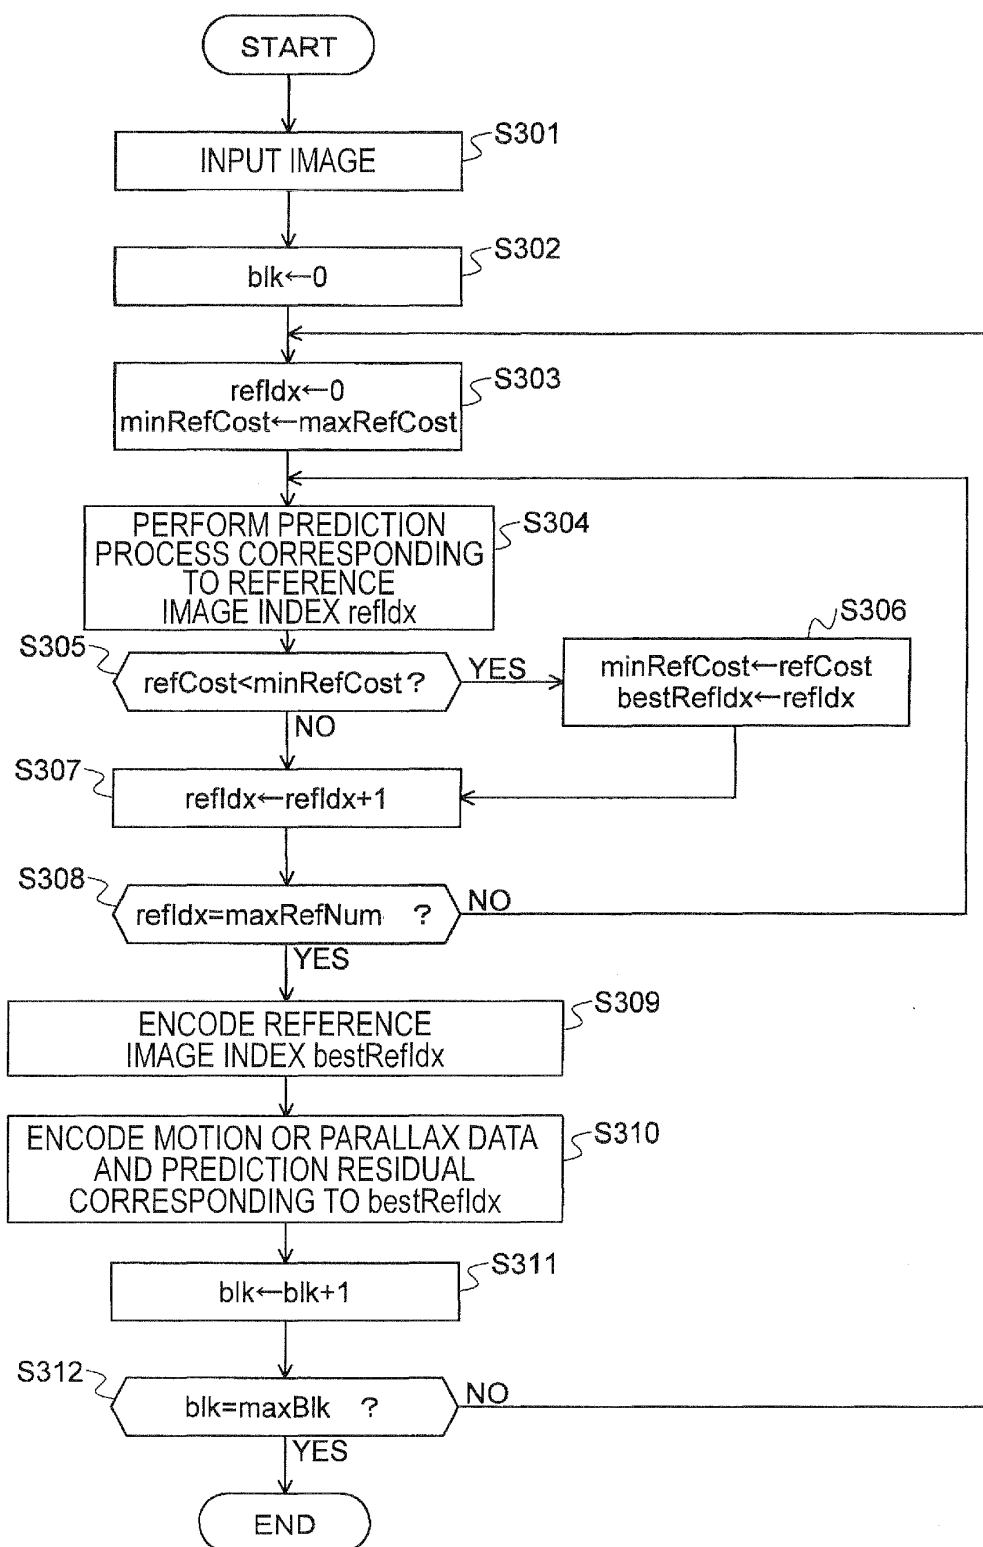 START
INPUT IMAGE
S301
blk←0
S302
refIdx←0
minRefCost←maxRefCost
S303
PERFORM PREDICTION
PROCESS CORRESPONDING
TO REFERENCE
IMAGE INDEX refIdx
S304
S305
refCost<minRefCost ?
YES
NO
S306
minRefCost←refCost
bestRefIdx←refIdx
S307
refIdx←refIdx+1
S308
refIdx=maxRefNum ?
NO
YES
ENCODE REFERENCE
IMAGE INDEX bestRefIdx
S309
ENCODE MOTION OR PARALLAX DATA
AND PREDICTION RESIDUAL
CORRESPONDING TO bestRefIdx
S310
blk←blk+1
S311
S312
blk=maxBlk ?
NO
YES
END